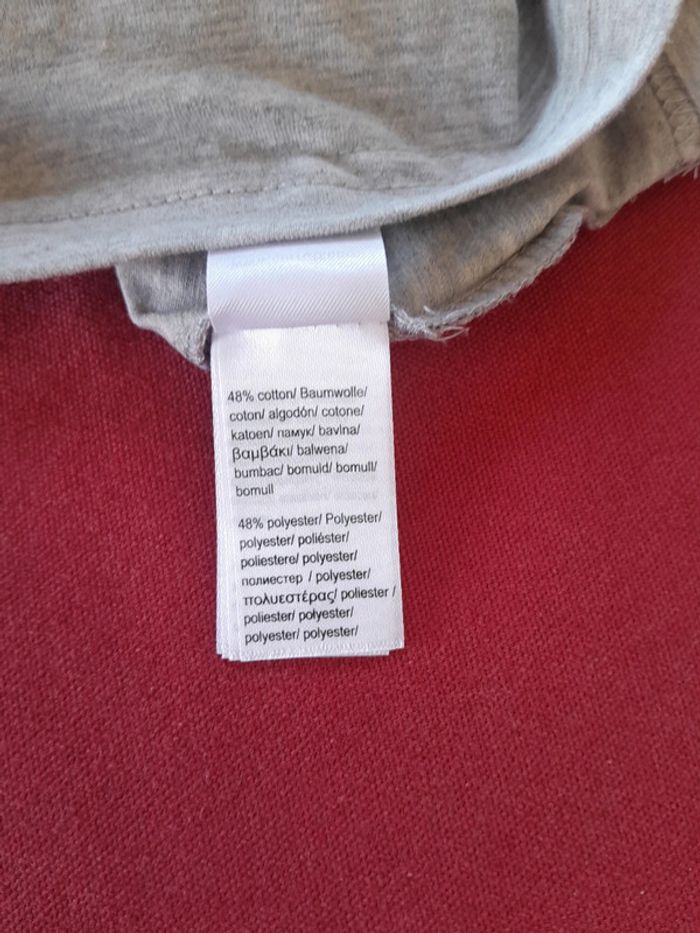 48% cotton/ Baumwolle/
coton/ algodón/ cotone/
katoen/ памук/ bavlna/
βαμβάκι/ balwena/
bumbac/ bomuld/ bomull/
bomull
48% polyester/ Polyester/
polyester/ poliéster/
poliestere/ polyester/
полиестер / polyester/
πολυεστέρας/ poliester /
poliester/ polyester/
polyester/ polyester/